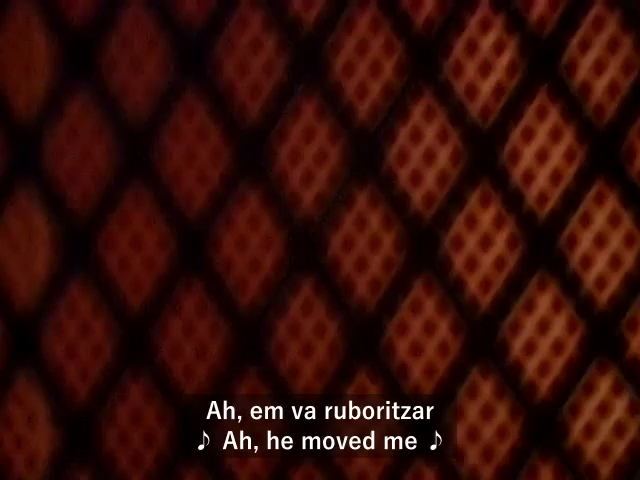 Ah, em va ruboritzar
♪ Ah, he moved me ♪